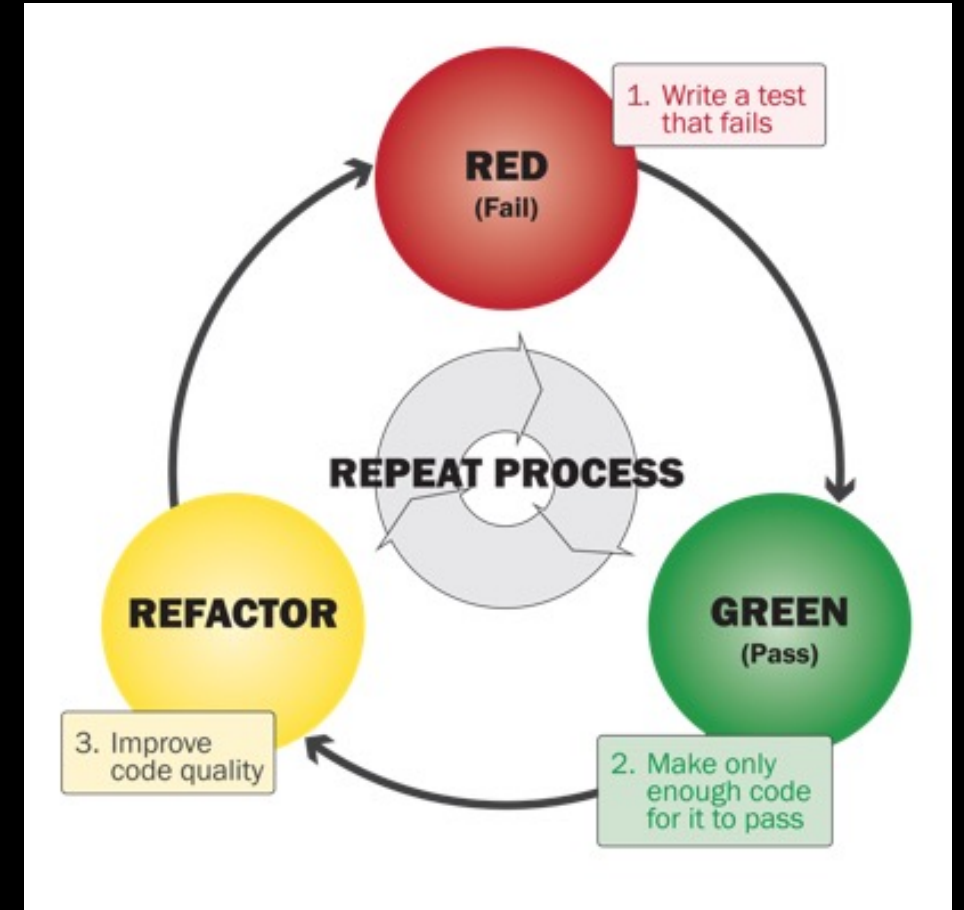 RED
(Fail)
1. Write a test
that fails
REPEAT PROCESS
GREEN
(Pass)
2. Make only
enough code
for it to pass
REFACTOR
3. Improve
code quality